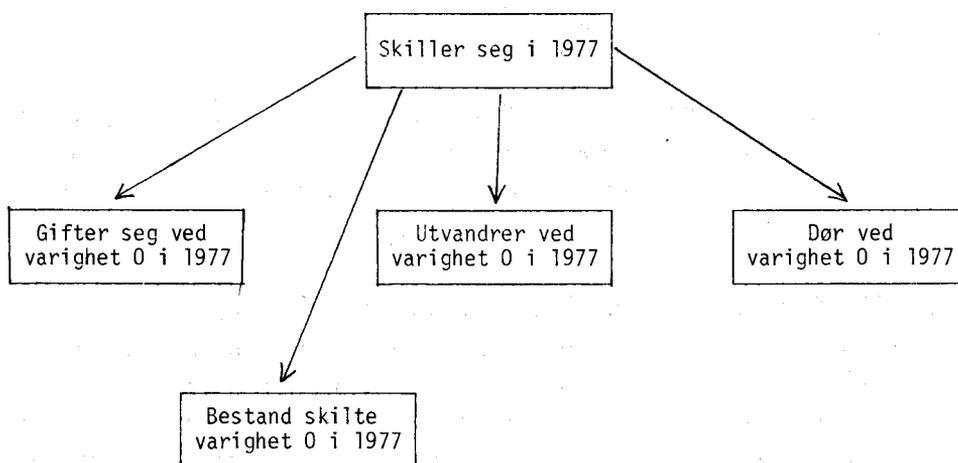 Skiller seg i 1977
Gifter seg ved
varighet 0 i 1977
Utvandrer ved
varighet 0 i 1977
Dør ved
varighet 0 i 1977
Bestand skilte
varighet 0 i 1977